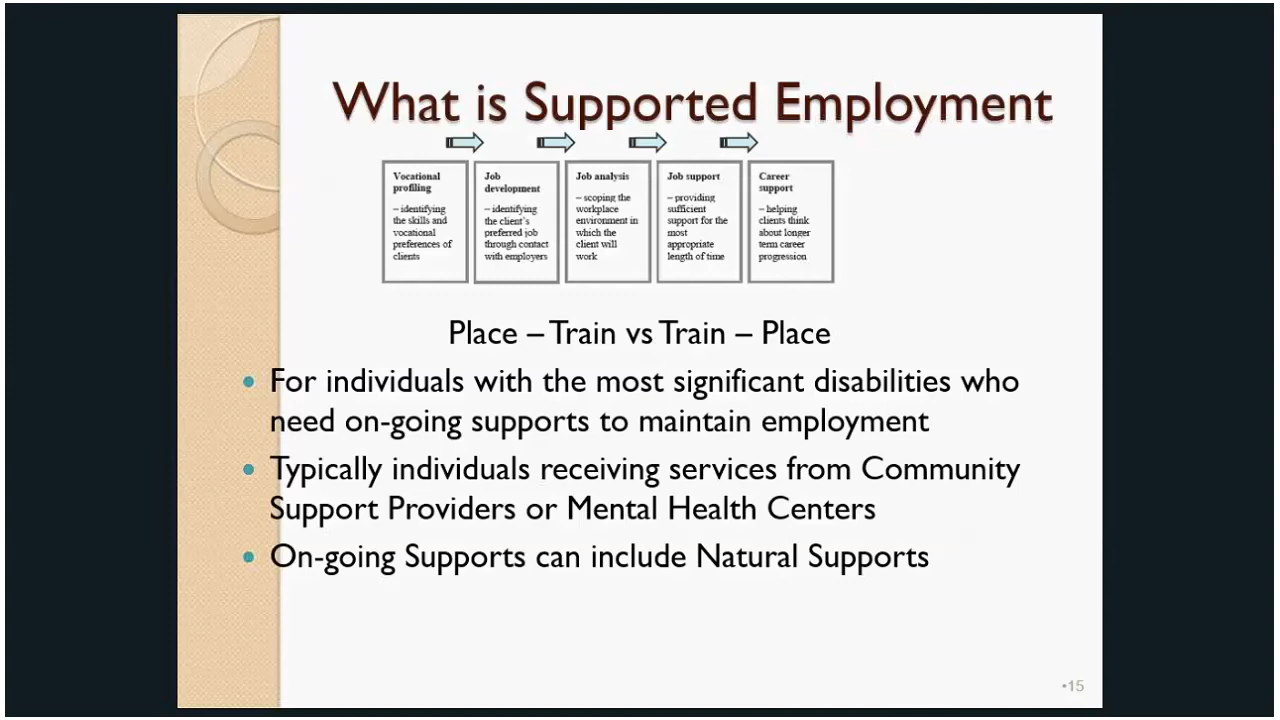 What is Supported Employment
Vocational
profiling
– identifying
the skills and
vocational
preferences of
clients
Job
development
– identifying
the client's
preferred job
through contact
with employers
Job analysis
– scoping the
workplace
environment in
which the
client will
work
Job support
– providing
sufficient
support for the
most
appropriate
length of time
Career
support
– helping
clients think
about longer
term career
progression
Place – Train vs Train – Place
• For individuals with the most significant disabilities who
need on-going supports to maintain employment
• Typically individuals receiving services from Community
Support Providers or Mental Health Centers
• On-going Supports can include Natural Supports
•15